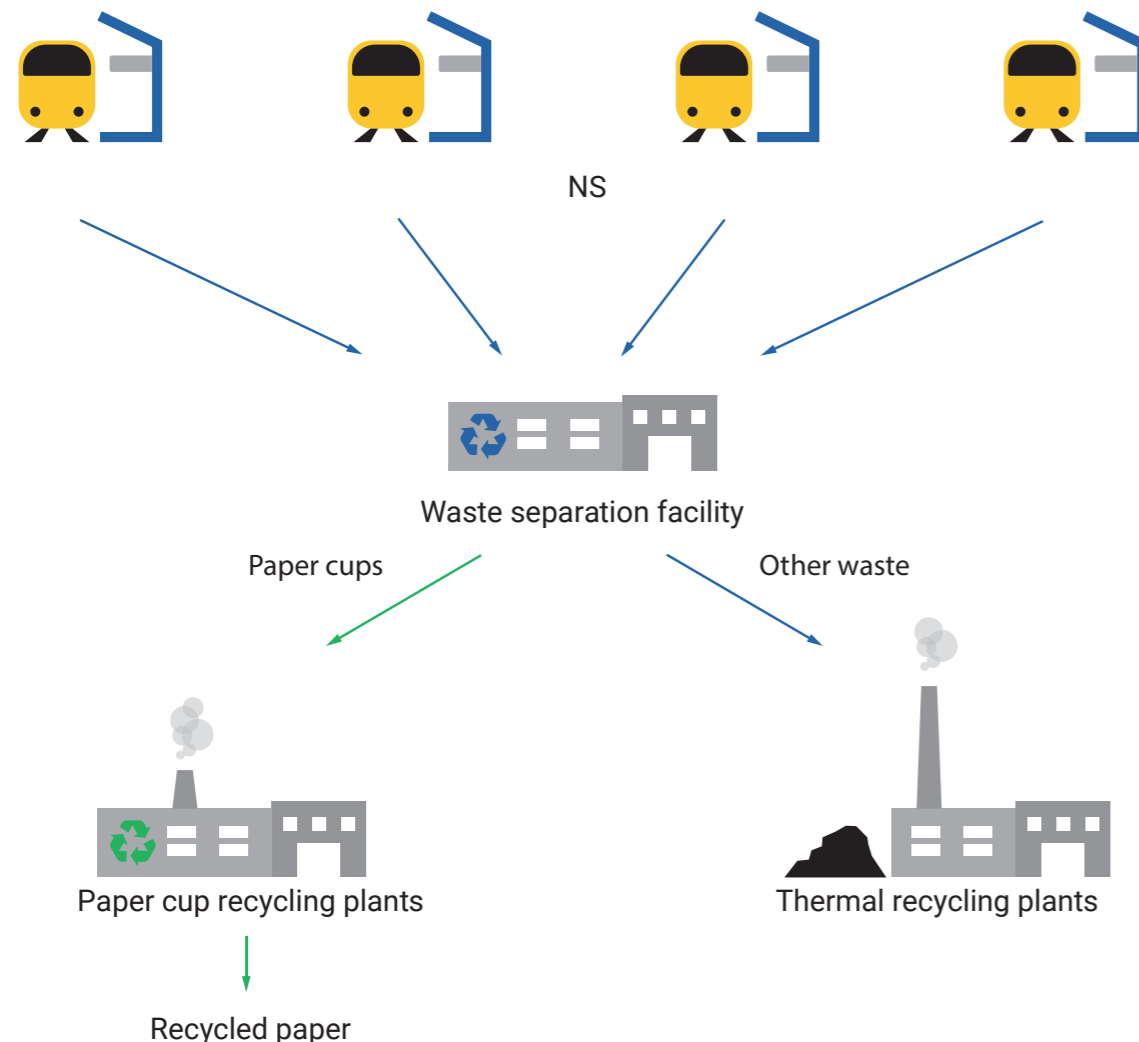 NS
Waste separation facility
Paper cups
Other waste
Paper cup recycling plants
Thermal recycling plants
Recycled paper